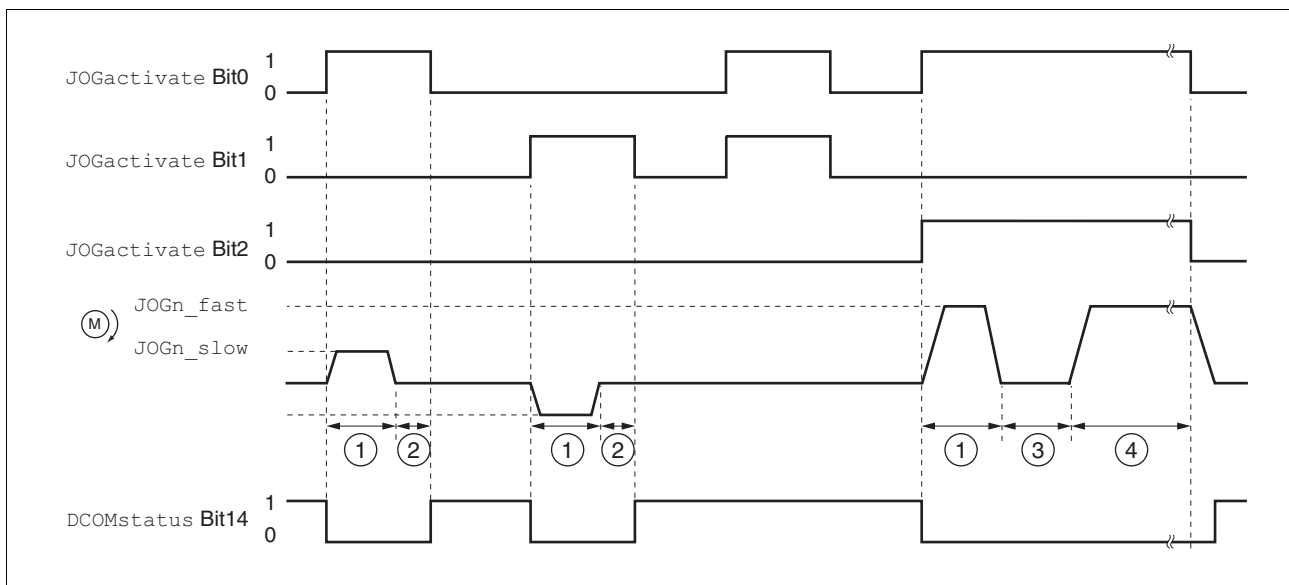 1
JOGactivate Bit0
0
1
JOGactivate Bit1
0
1
JOGactivate Bit2
0
JOGn_fast
M
JOGn_slow
1 2 1 2 1 3 4
1
DCOMstatus Bit14
0